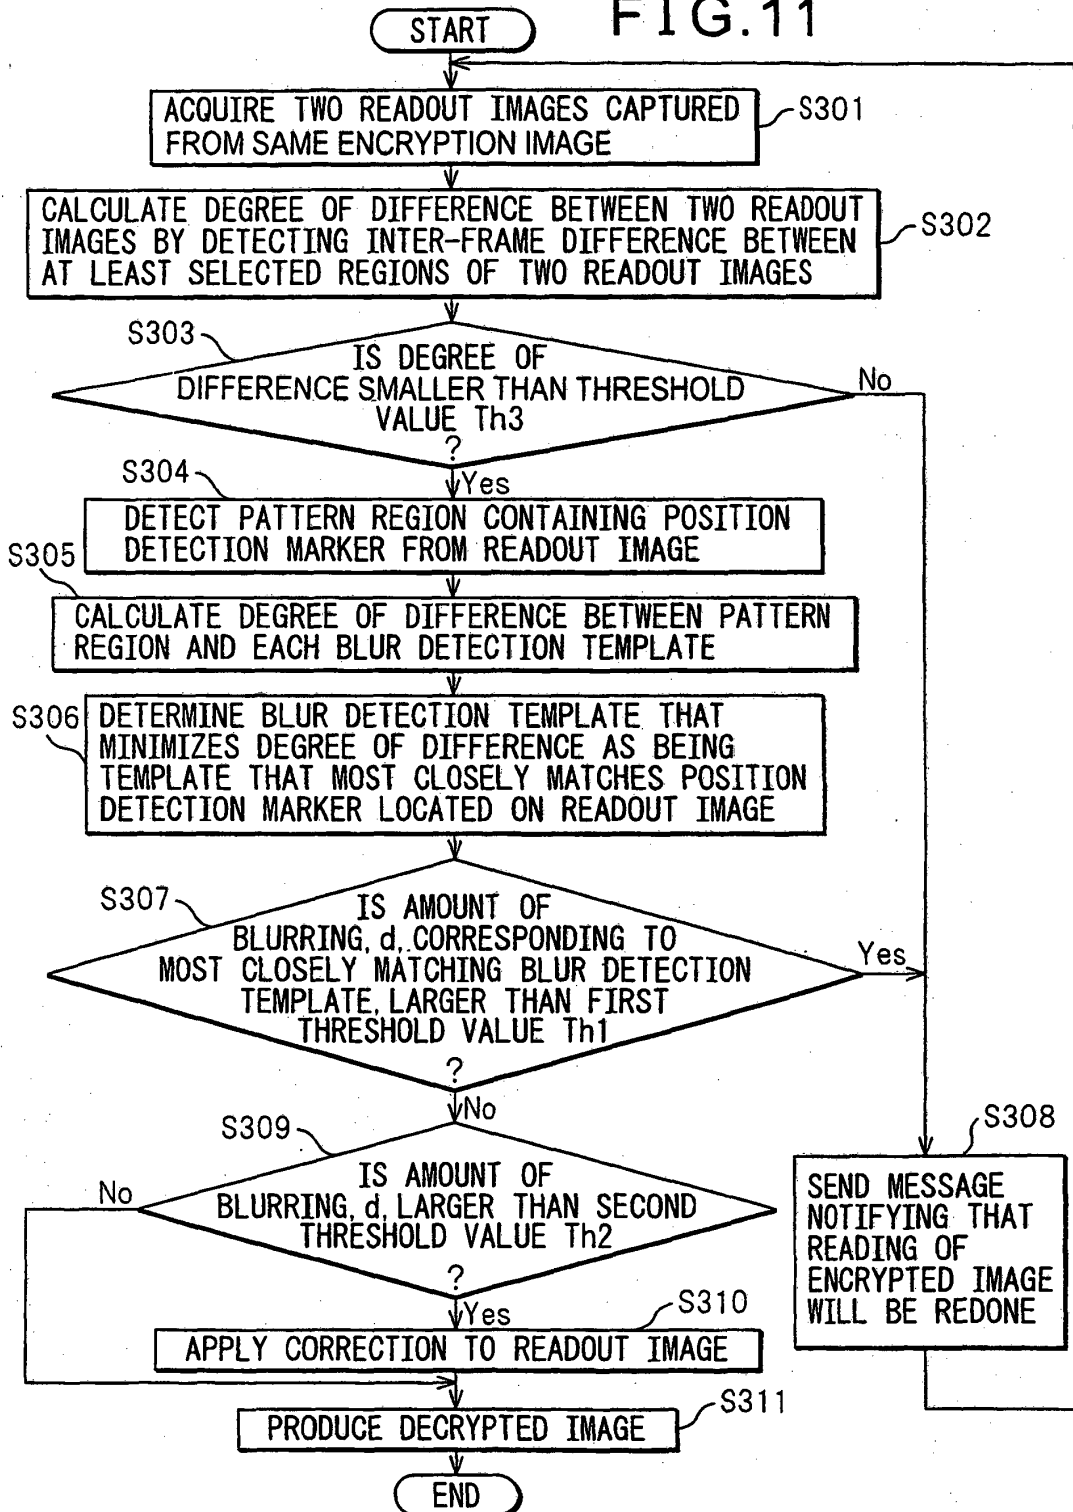 FIG.11
START
ACQUIRE TWO READOUT IMAGES CAPTURED
FROM SAME ENCRYPTION IMAGE
S301
CALCULATE DEGREE OF DIFFERENCE BETWEEN TWO READOUT
IMAGES BY DETECTING INTER-FRAME DIFFERENCE BETWEEN
AT LEAST SELECTED REGIONS OF TWO READOUT IMAGES
S302
S303
IS DEGREE OF
DIFFERENCE SMALLER THAN THRESHOLD
VALUE Th3
?
No
Yes
S304
DETECT PATTERN REGION CONTAINING POSITION
DETECTION MARKER FROM READOUT IMAGE
S305
CALCULATE DEGREE OF DIFFERENCE BETWEEN PATTERN
REGION AND EACH BLUR DETECTION TEMPLATE
S306
DETERMINE BLUR DETECTION TEMPLATE THAT
MINIMIZES DEGREE OF DIFFERENCE AS BEING
TEMPLATE THAT MOST CLOSELY MATCHES POSITION
DETECTION MARKER LOCATED ON READOUT IMAGE
S307
IS AMOUNT OF
BLURRING, d, CORRESPONDING TO
MOST CLOSELY MATCHING BLUR DETECTION
TEMPLATE, LARGER THAN FIRST
THRESHOLD VALUE Th1
?
Yes
No
S309
IS AMOUNT OF
BLURRING, d, LARGER THAN SECOND
THRESHOLD VALUE Th2
?
No
Yes
S308
SEND MESSAGE
NOTIFYING THAT
READING OF
ENCRYPTED IMAGE
WILL BE REDONE
S310
APPLY CORRECTION TO READOUT IMAGE
S311
PRODUCE DECRYPTED IMAGE
END